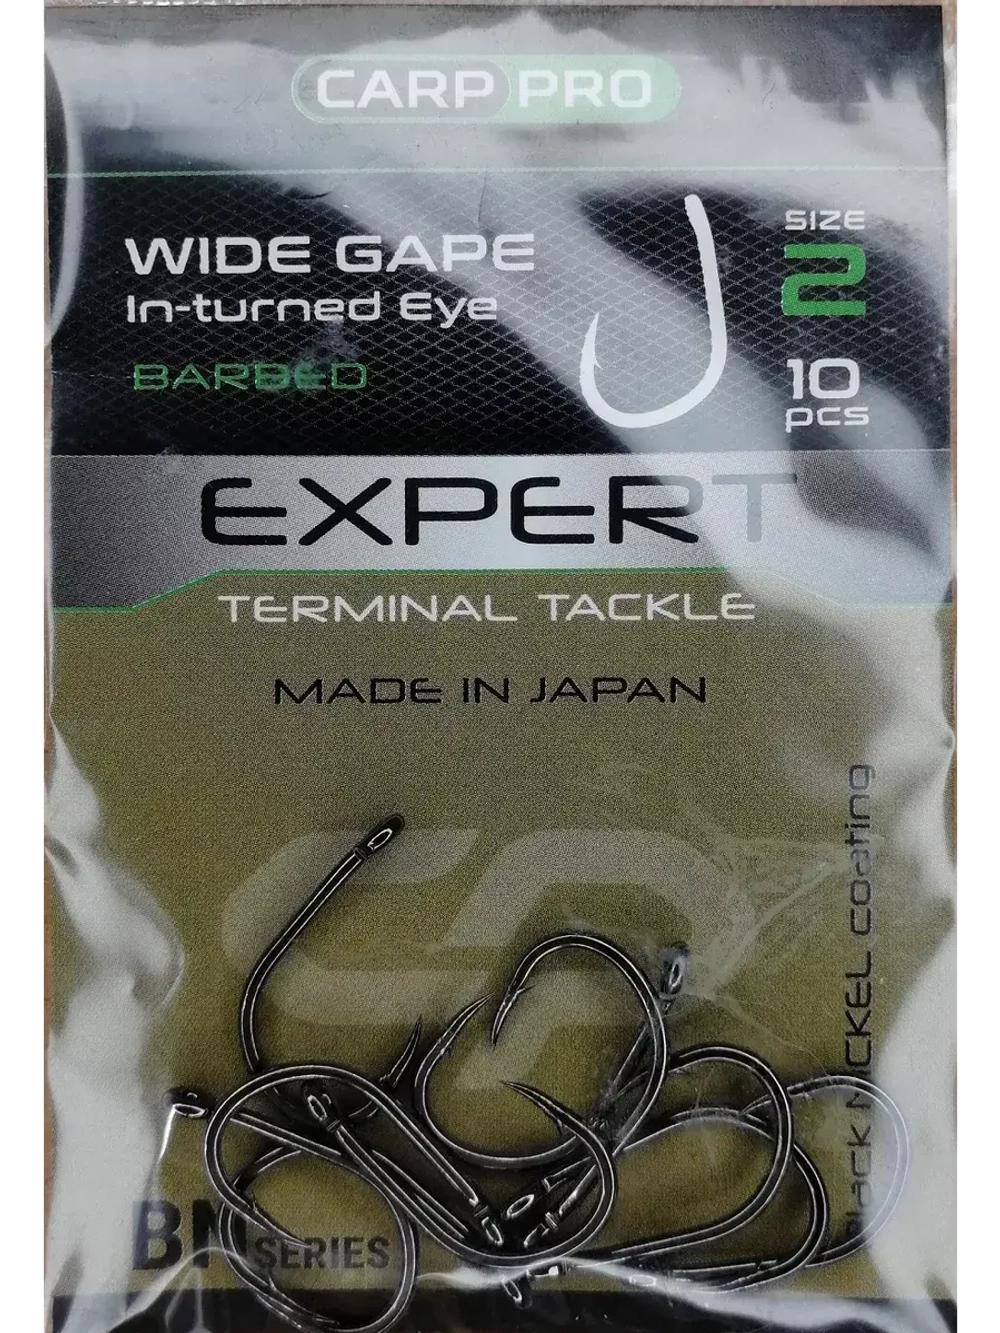 CARP PRO
WIDE GAPE
In-turned Eye
BARBED
SIZE
2
10
pcs
EXPERT
TERMINAL TACKLE
MADE IN JAPAN
Black NICKEL coating
BN SERIES